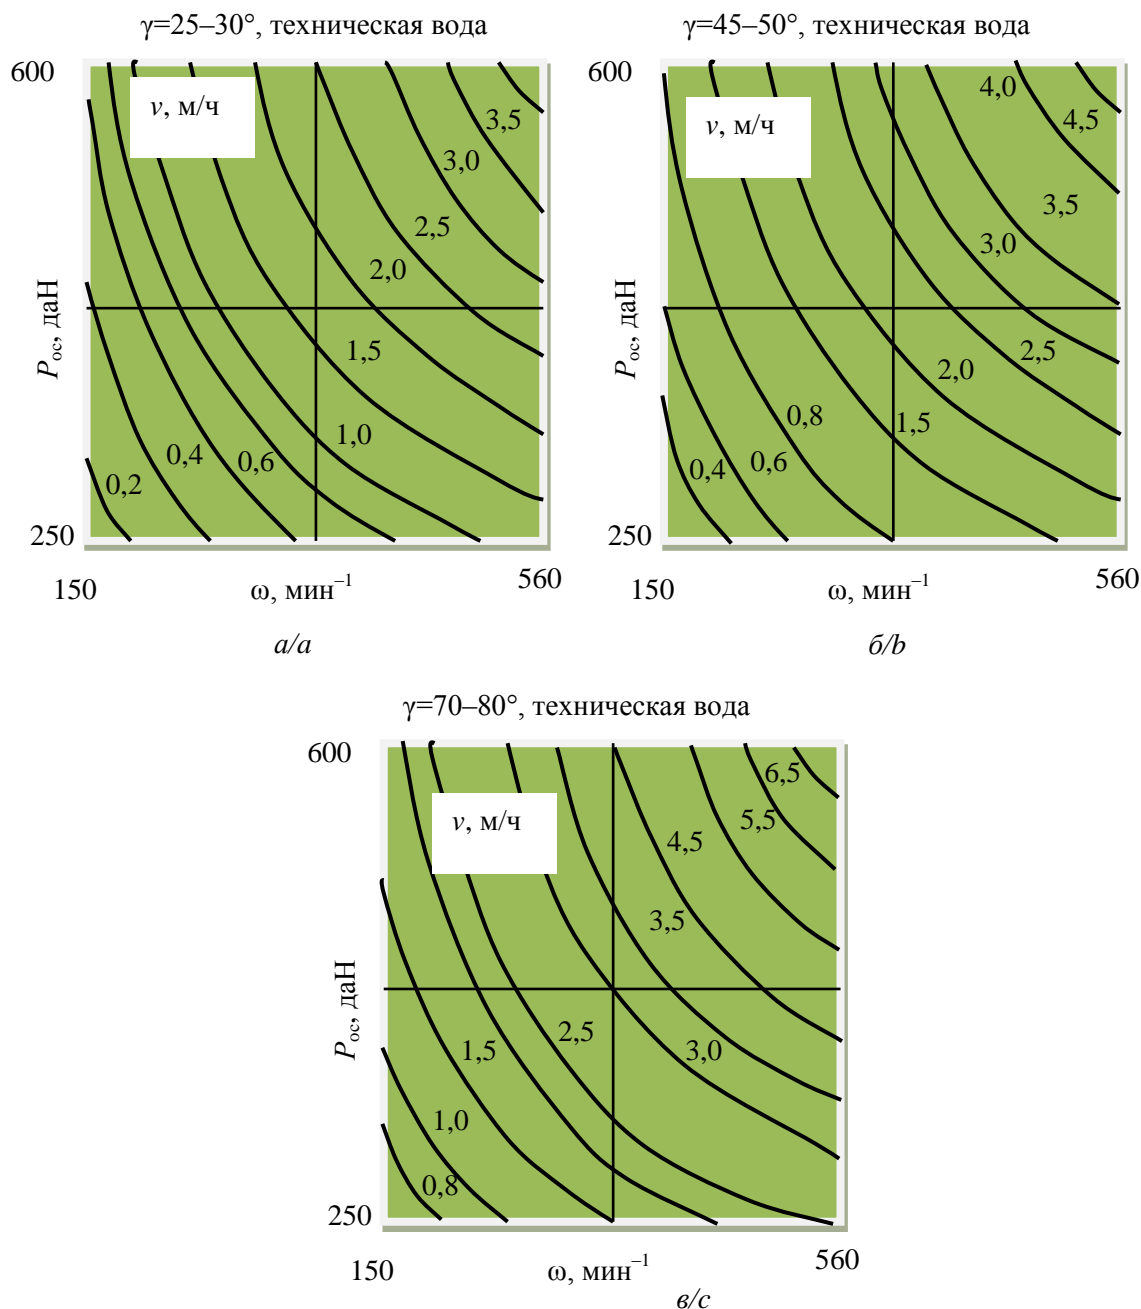 γ=25–30°, техническая вода
600
v, м/ч
3,5
3,0
2,5
2,0
1,5
1,0
0,6
0,4
0,2
Pос, даН
250
150
ω, мин–1
560
а/a
γ=45–50°, техническая вода
600
v, м/ч
4,0
4,5
3,5
3,0
2,5
2,0
1,5
0,8
0,6
0,4
Pос, даН
250
150
ω, мин–1
560
б/b
γ=70–80°, техническая вода
600
v, м/ч
6,5
5,5
4,5
3,5
3,0
2,5
1,5
1,0
0,8
Pос, даН
250
150
ω, мин–1
560
в/c